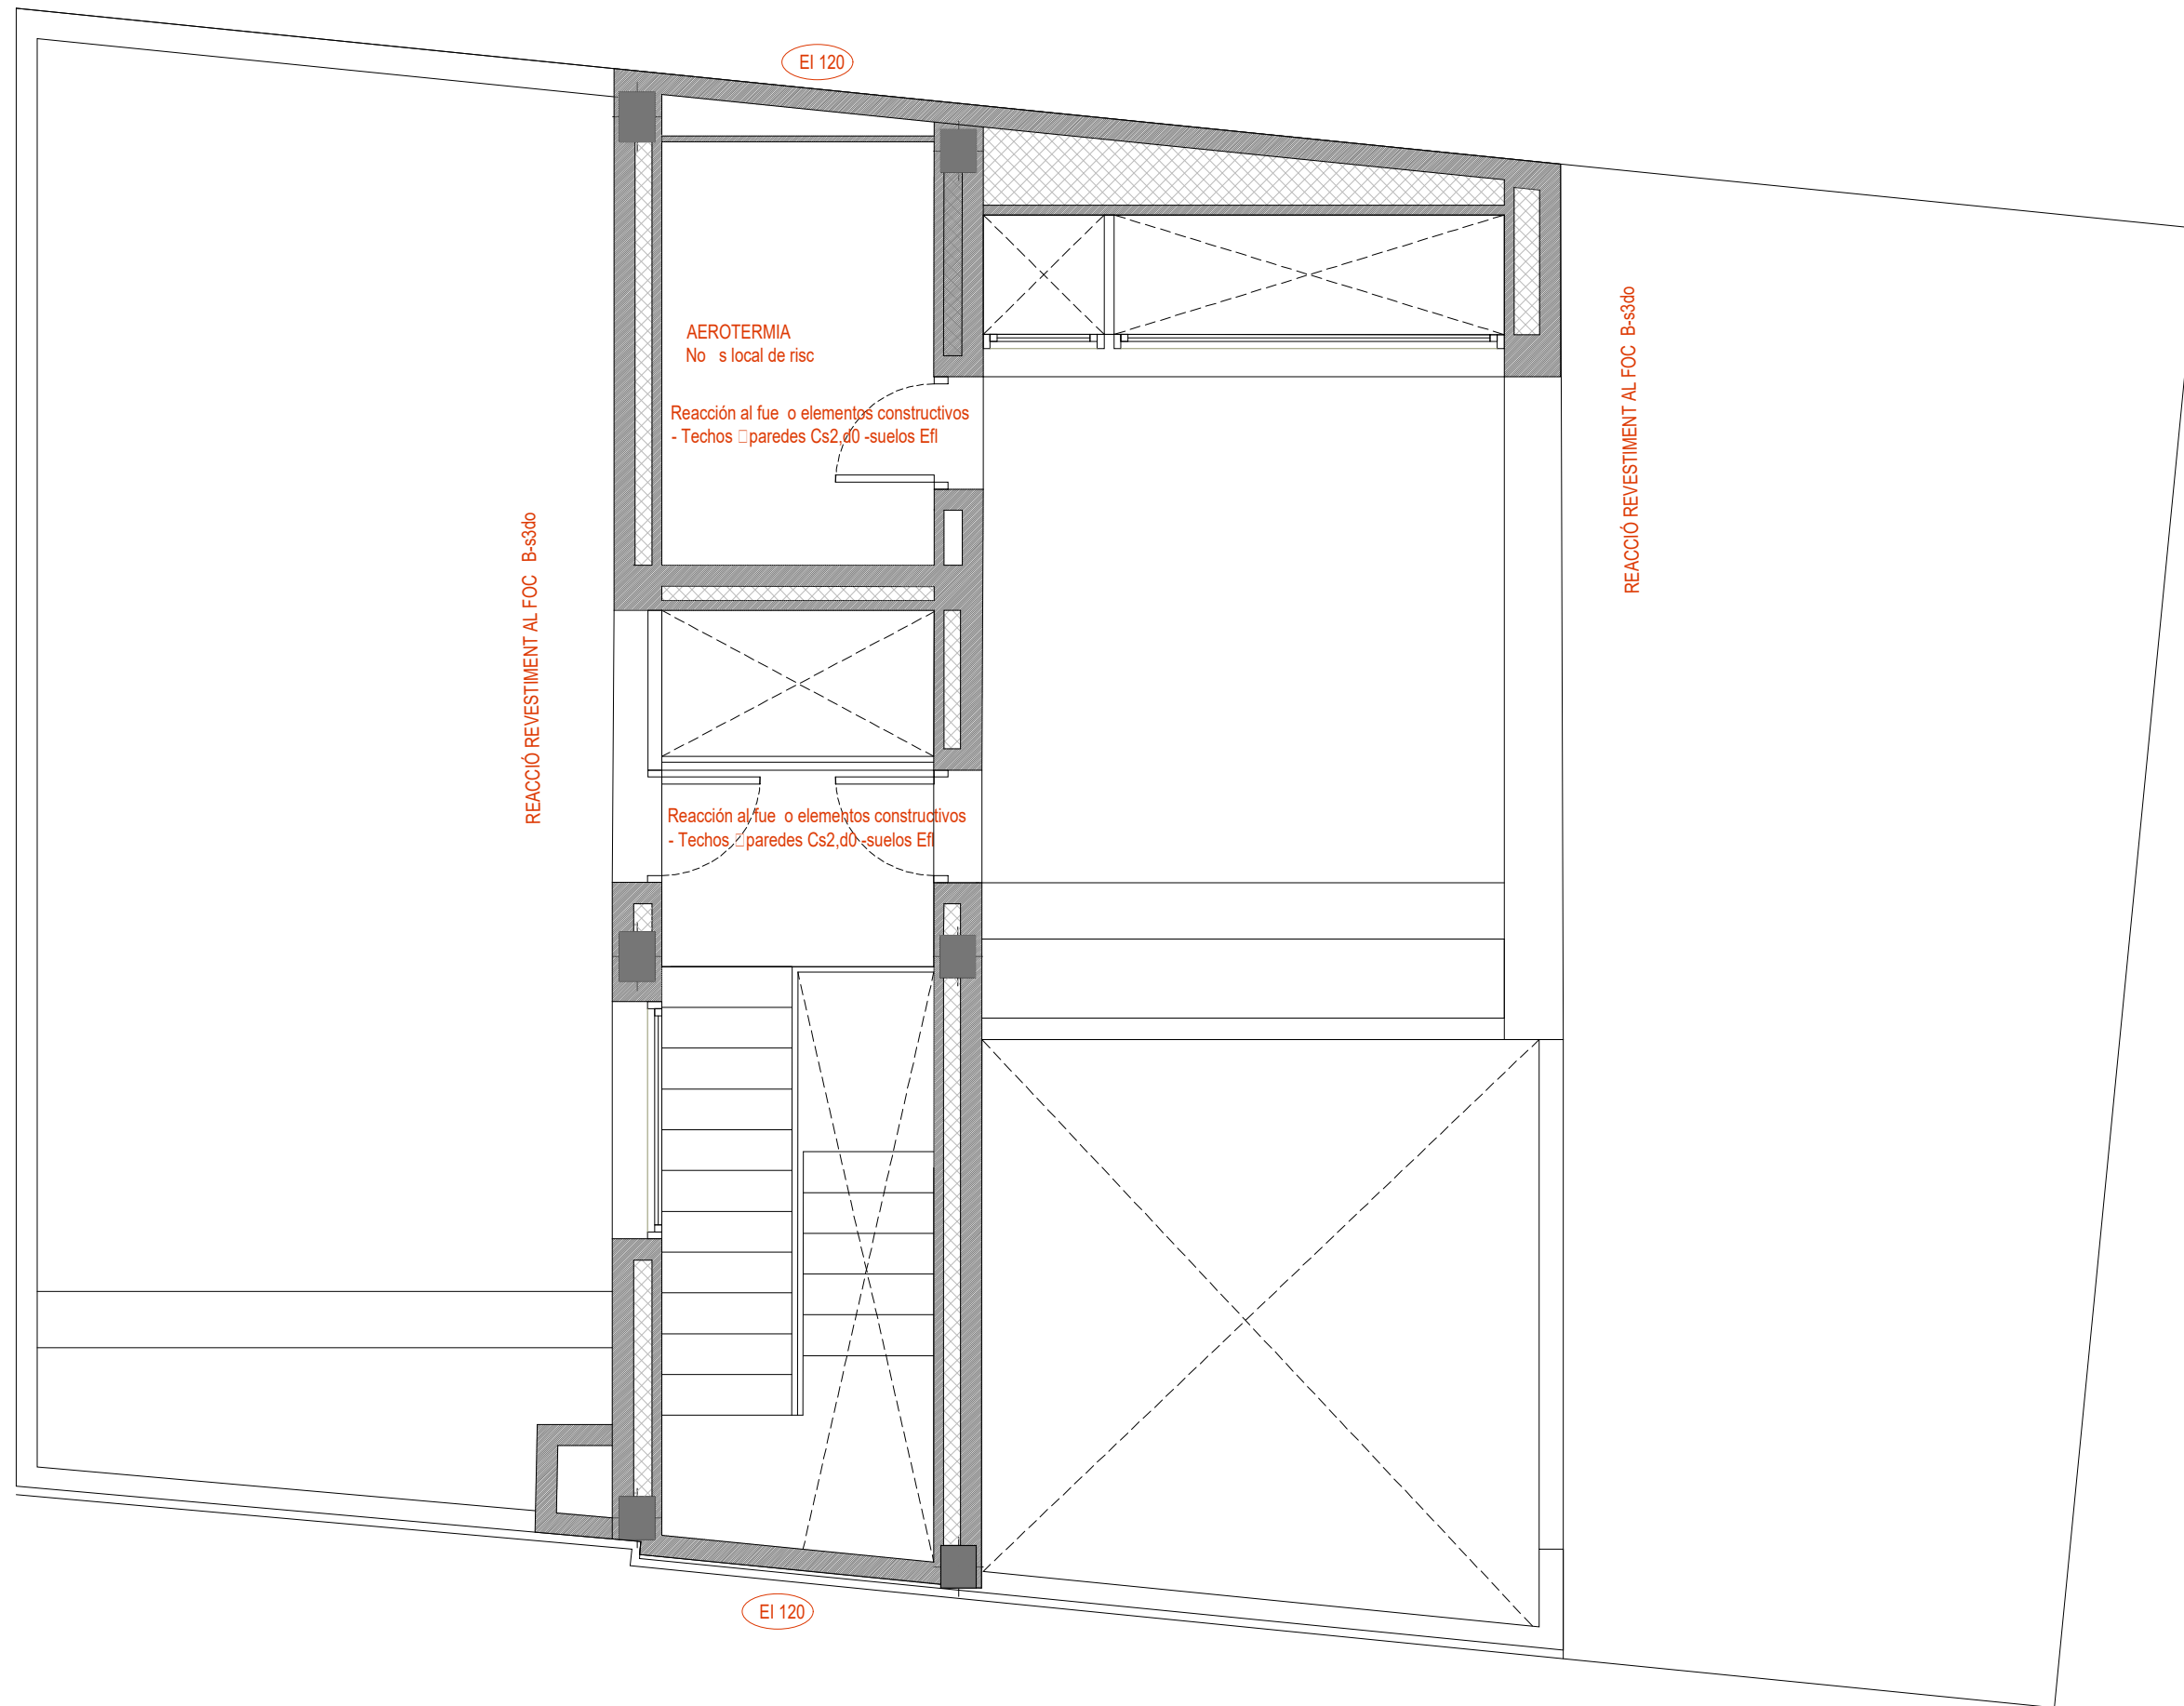 EI 120
AEROTERMIA
No s local de risc
Reacción al fue o elementos constructivos
- Techos □paredes Cs2,d0 -suelos Efl
REACCIÓ REVESTIMENT AL FOC B-s3do
REACCIÓ REVESTIMENT AL FOC B-s3do
Reacción al fue o elementos constructivos
- Techos □paredes Cs2,d0 -suelos Efl
EI 120